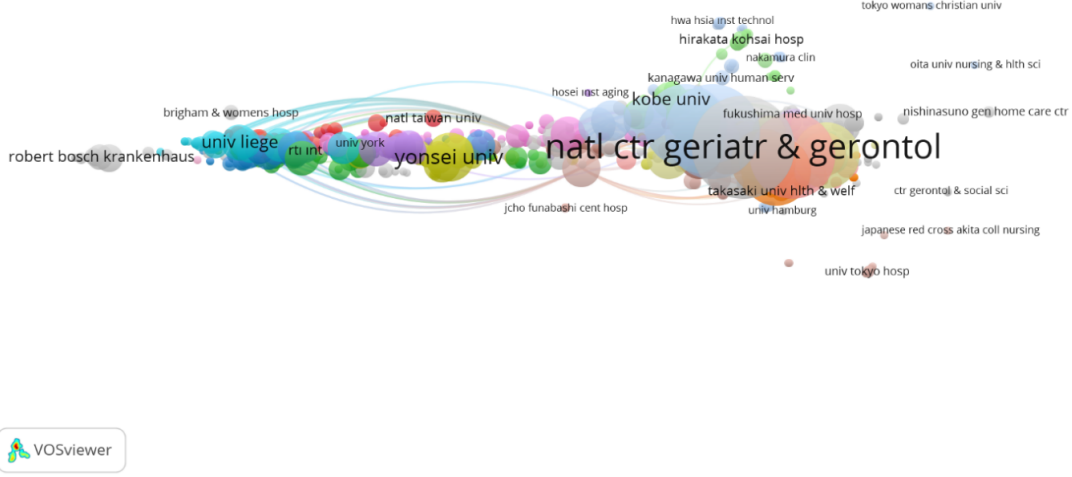 tokyo womans christian univ
hwa hsia inst technol
hirakata kohsai hosp
nakamura clin
oita univ nursing & hlth sci
kanagawa univ human serv
hosei inst aging
kobe univ
brigham & womens hosp
natl taiwan univ
fukushima med univ hosp
nishinasuno gen home care ctr
robert bosch krankenhaus
univ liege
rti int
univ york
yonsei univ
natl ctr geriatr & gerontol
takasaki univ hlth & welf
ctr gerontol & social sci
jcho funabashi cent hosp
univ hamburg
japanese red cross akita coll nursing
univ tokyo hosp
VOSviewer